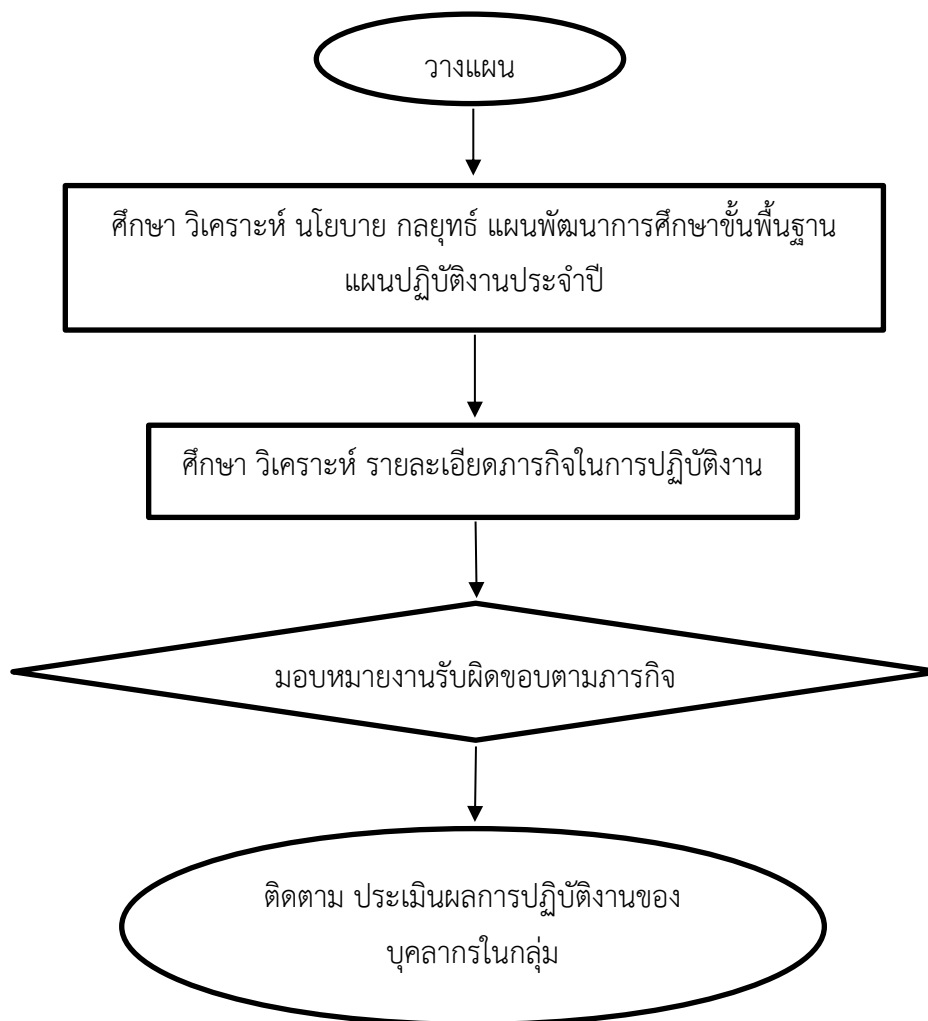 วางแผน
ศึกษา วิเคราะห์ นโยบาย กลยุทธ์ แผนพัฒนาการศึกษาขั้นพื้นฐาน
แผนปฏิบัติงานประจำปี
ศึกษา วิเคราะห์ รายละเอียดภารกิจในการปฏิบัติงาน
มอบหมายงานรับผิดขอบตามภารกิจ
ติดตาม ประเมินผลการปฏิบัติงานของ
บุคลากรในกลุ่ม